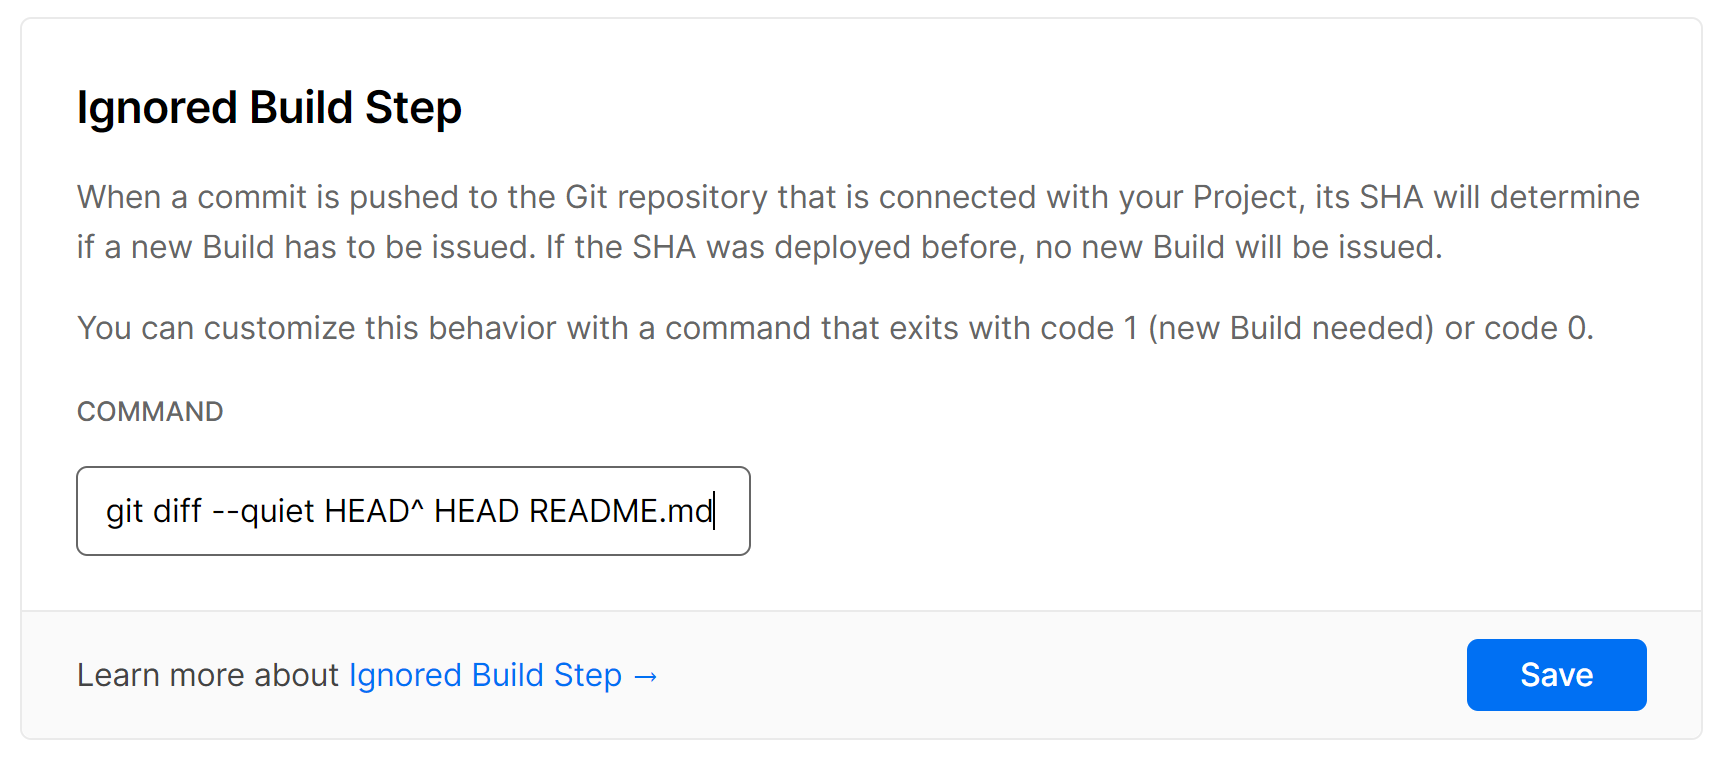 Ignored Build Step
When a commit is pushed to the Git repository that is connected with your Project, its SHA will determine
if a new Build has to be issued. If the SHA was deployed before, no new Build will be issued.
You can customize this behavior with a command that exits with code 1 (new Build needed) or code 0.
COMMAND
git diff --quiet HEAD^ HEAD README.md
Learn more about Ignored Build Step →
Save